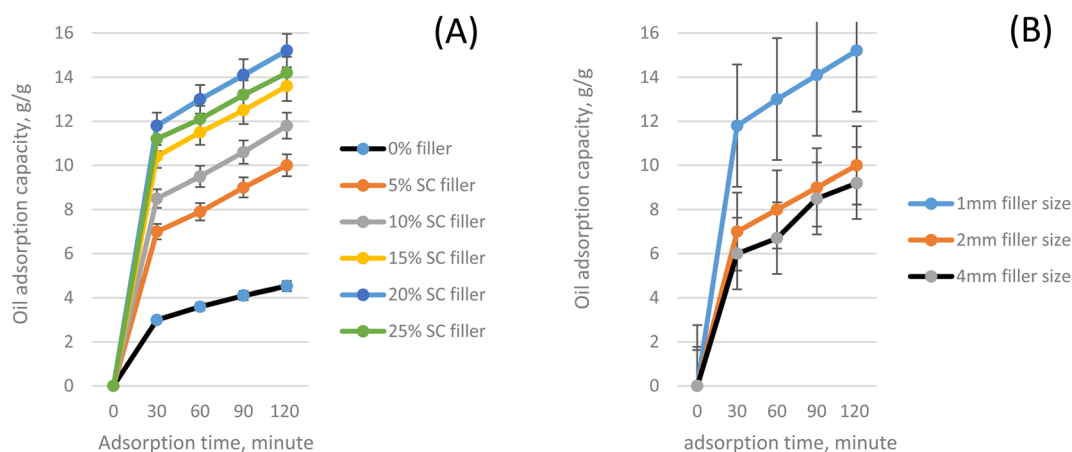 (A)
Oil adsorption capacity, g/g
16
14
12
10
8
6
4
2
0
0 30 60 90 120
Adsorption time, minute
0% filler
5% SC filler
10% SC filler
15% SC filler
20% SC filler
25% SC filler
(B)
Oil adsorption capacity, g/g
16
14
12
10
8
6
4
2
0
0 30 60 90 120
adsorption time, minute
1mm filler size
2mm filler size
4mm filler size